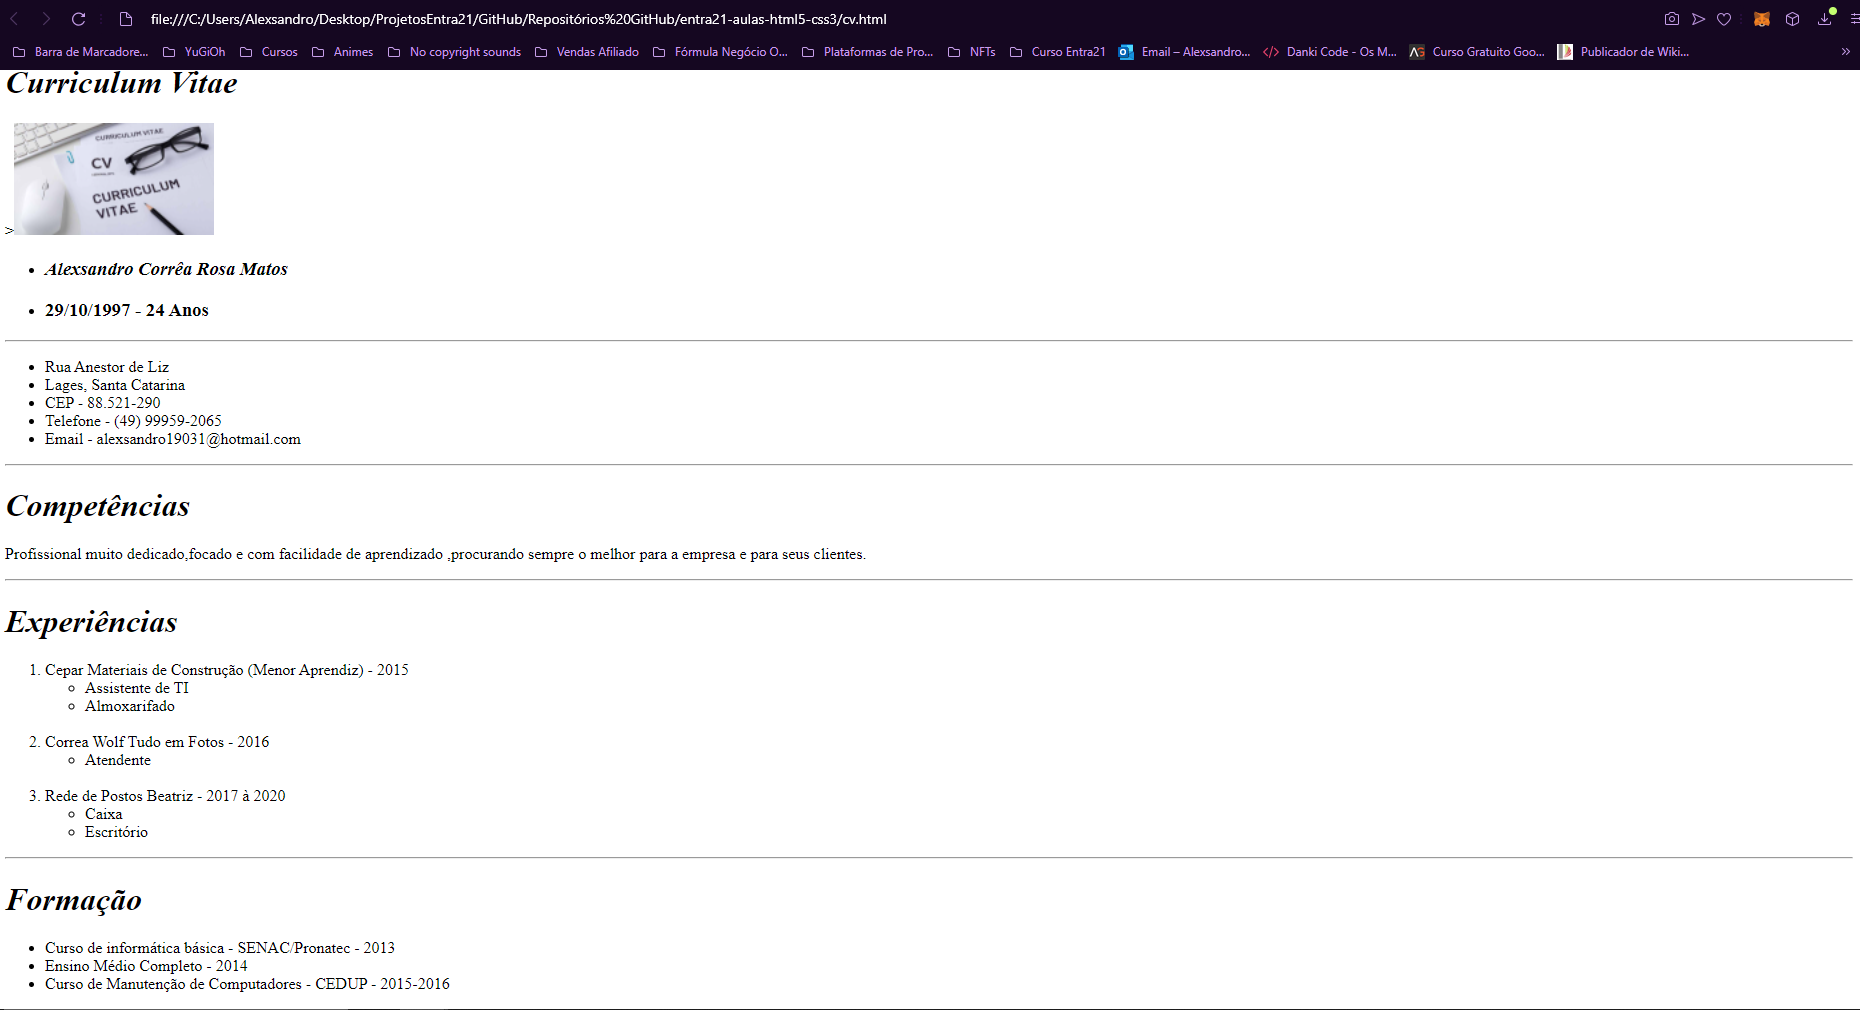 file:///C:/Users/Alexsandro/Desktop/ProjetosEntra21/GitHub/Repositórios%20GitHub/entra21-aulas-html5-css3/cv.html
Barra de Marcadore... YuGiOh Cursos Animes No copyright sounds Vendas Afiliado Fórmula Negócio O... Plataformas de Pro... NFTs Curso Entra21 Email – Alexsandro... Danki Code - Os M... Curso Gratuito Goo... Publicador de Wiki... »
Curriculum Vitae
CURRICULUM VITAE
CV
CURRICULUM
VITAE
>
• Alexsandro Corrêa Rosa Matos
• 29/10/1997 - 24 Anos
• Rua Anestor de Liz
• Lages, Santa Catarina
• CEP - 88.521-290
• Telefone - (49) 99959-2065
• Email - alexsandro19031@hotmail.com
Competências
Profissional muito dedicado,focado e com facilidade de aprendizado ,procurando sempre o melhor para a empresa e para seus clientes.
Experiências
1. Cepar Materiais de Construção (Menor Aprendiz) - 2015
◦ Assistente de TI
◦ Almoxarifado
2. Correa Wolf Tudo em Fotos - 2016
◦ Atendente
3. Rede de Postos Beatriz - 2017 à 2020
◦ Caixa
◦ Escritório
Formação
• Curso de informática básica - SENAC/Pronatec - 2013
• Ensino Médio Completo - 2014
• Curso de Manutenção de Computadores - CEDUP - 2015-2016